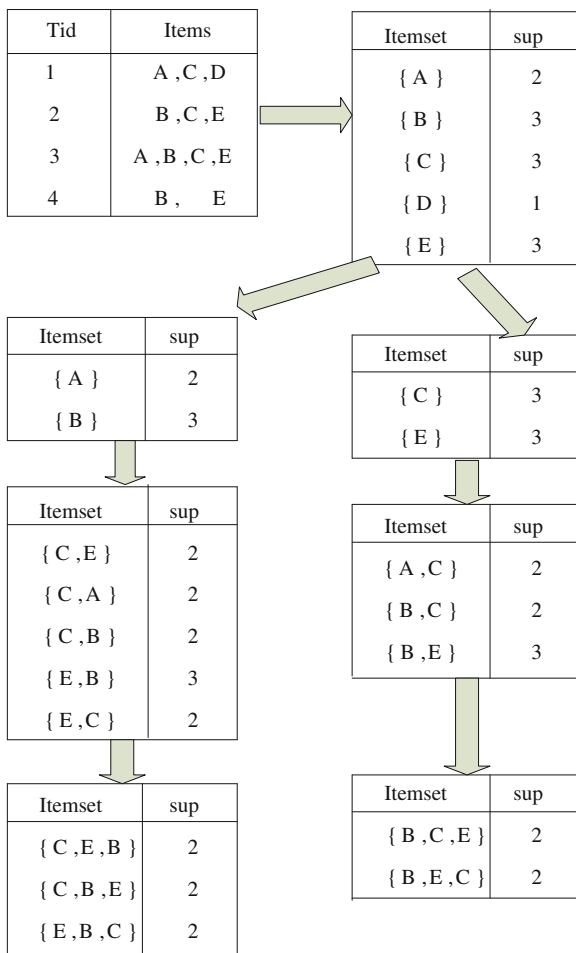 Tid Items
1 A ,C,D
2 B,C,E
3 A,B,C,E
4 B, E
Itemset sup
{ A } 2
{ B } 3
{ C } 3
{ D } 1
{ E } 3
Itemset sup
{ A } 2
{ B } 3
Itemset sup
{ C ,E } 2
{ C ,A } 2
{ C ,B } 2
{ E ,B } 3
{ E ,C } 2
Itemset sup
{ C ,E ,B } 2
{ C ,B ,E } 2
{ E ,B ,C } 2
Itemset sup
{ C } 3
{ E } 3
Itemset sup
{ A ,C } 2
{ B ,C } 2
{ B ,E } 3
Itemset sup
{ B ,C ,E } 2
{ B ,E ,C } 2